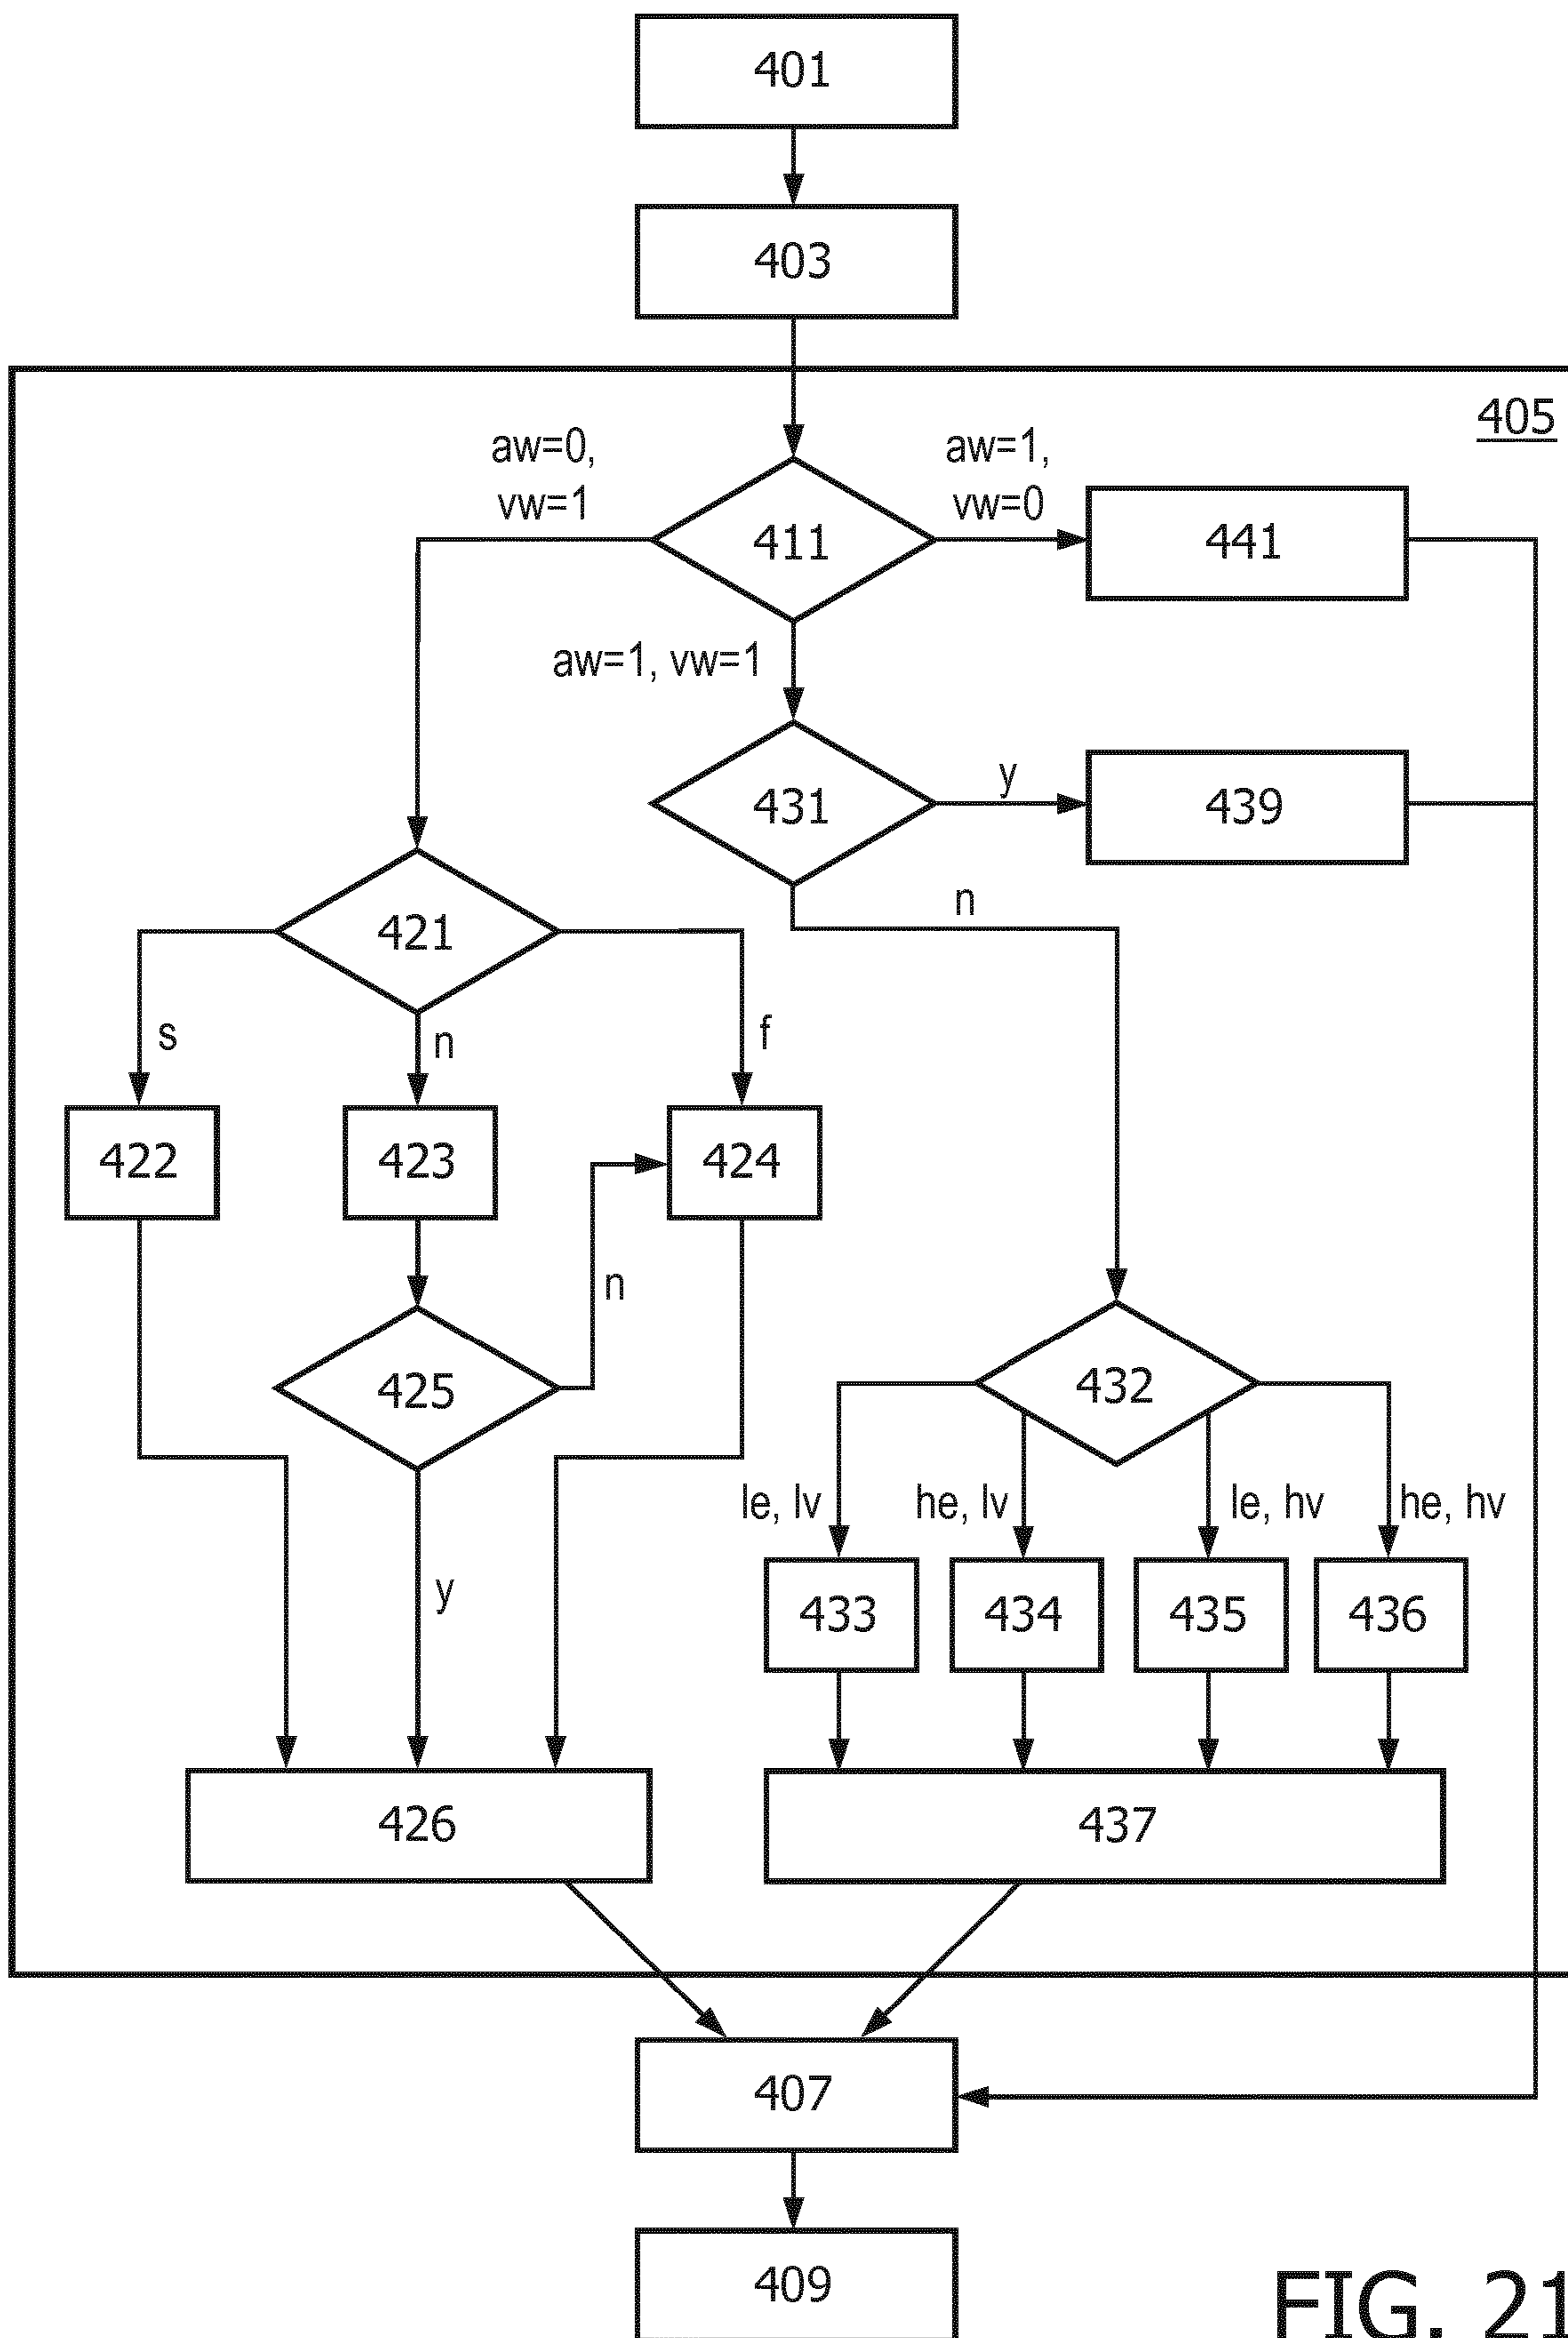 401
403
405
aw=0,
vw=1
aw=1,
vw=0
411
441
aw=1, vw=1
431
y
439
n
421
s
n
f
422
423
424
n
425
432
le, lv
he, lv
le, hv
he, hv
y
433
434
435
436
426
437
407
409
FIG. 21